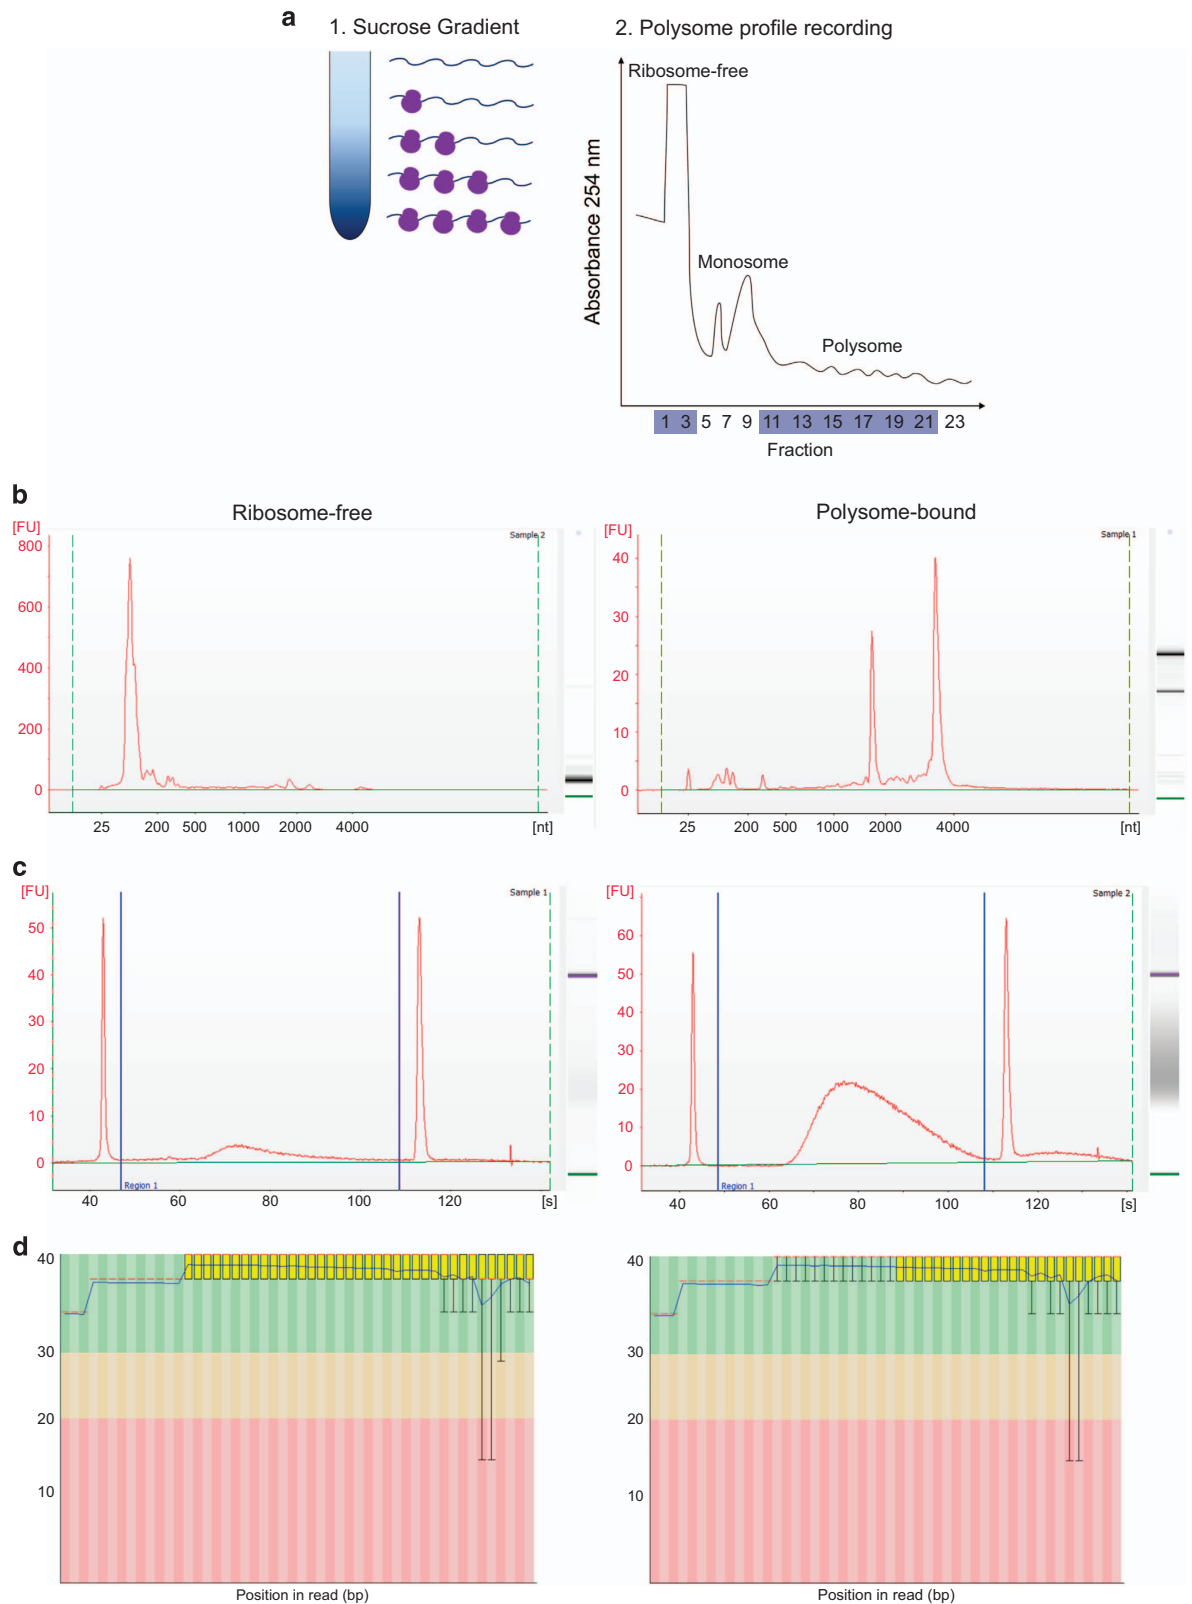 a
1. Sucrose Gradient
2. Polysome profile recording
Ribosome-free
Monosome
Polysome
Absorbance 254 nm
1 3 5 7 9 11 13 15 17 19 21 23
Fraction
b
Ribosome-free
[FU]
Sample 2
800
600
400
200
0
25 200 500 1000 2000 4000 [nt]
Polysome-bound
[FU]
Sample 1
40
30
20
10
0
25 200 500 1000 2000 4000 [nt]
c
[FU]
Sample 1
50
40
30
20
10
0
Region 1
40 60 80 100 120 [s]
[FU]
Sample 2
60
50
40
30
20
10
0
Region 1
40 60 80 100 120 [s]
d
40
30
20
10
Position in read (bp)
40
30
20
10
Position in read (bp)